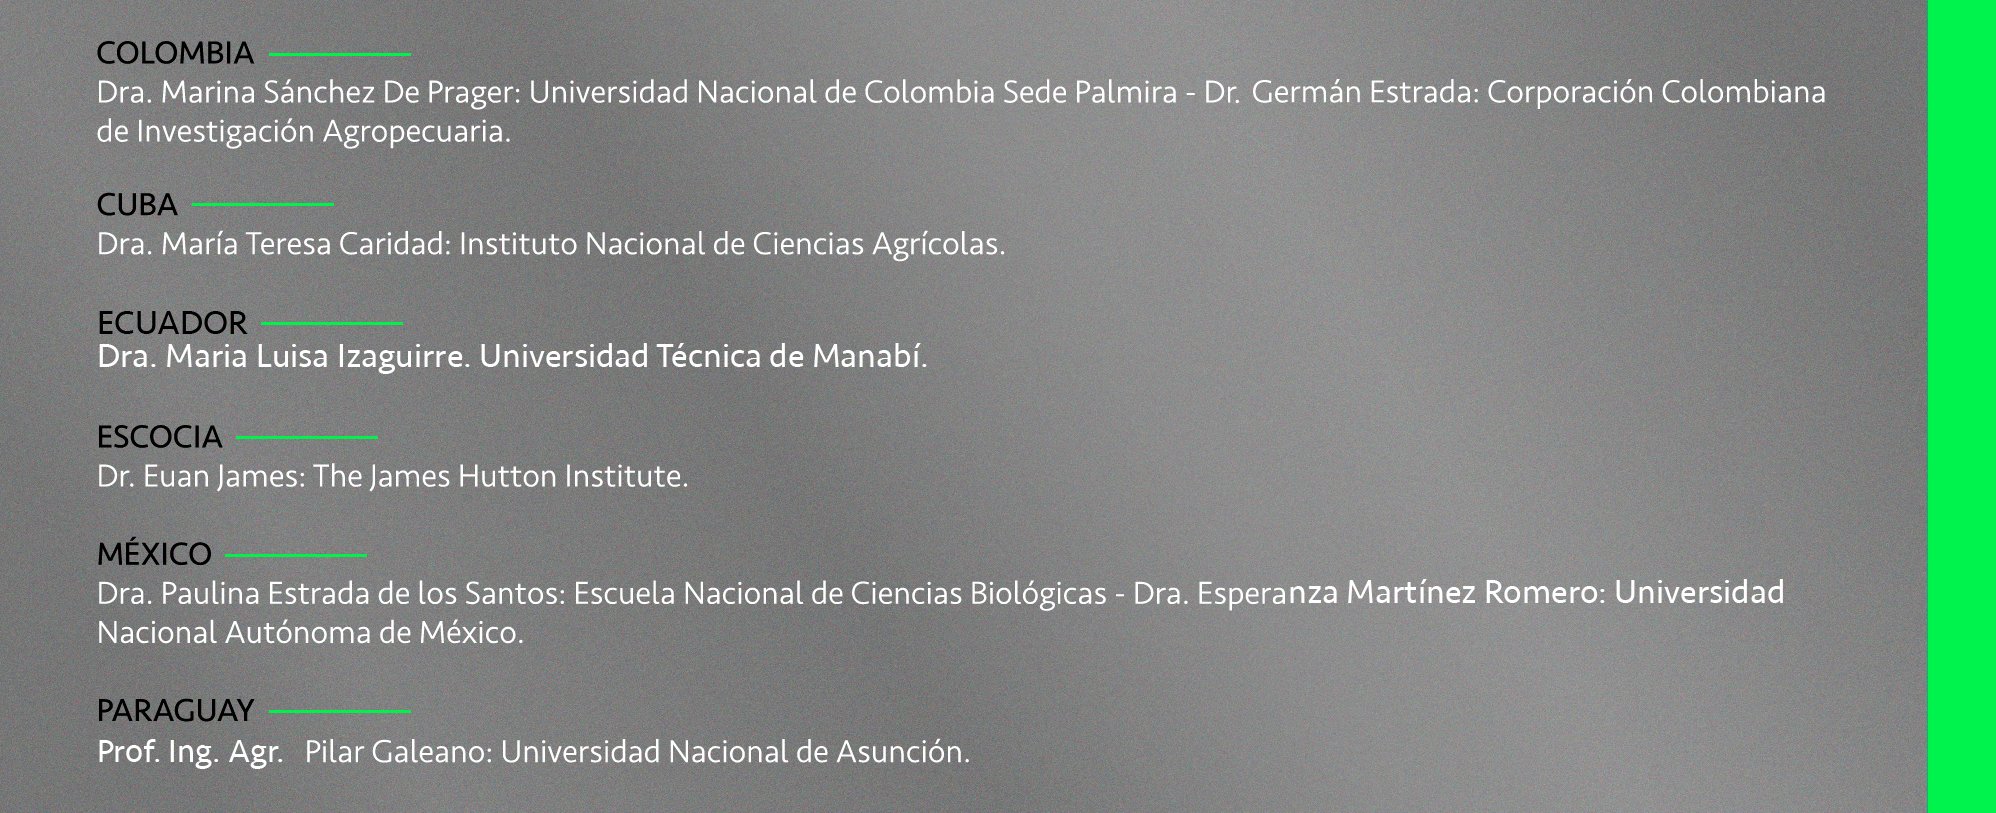 COLOMBIA
Dra. Marina Sánchez De Prager: Universidad Nacional de Colombia Sede Palmira - Dr. Germán Estrada: Corporación Colombiana
de Investigación Agropecuaria.
CUBA
Dra. María Teresa Caridad: Instituto Nacional de Ciencias Agrícolas.
ECUADOR
Dra. Maria Luisa Izaguirre. Universidad Técnica de Manabí.
ESCOCIA
Dr. Euan James: The James Hutton Institute.
MÉXICO
Dra. Paulina Estrada de los Santos: Escuela Nacional de Ciencias Biológicas - Dra. Esperanza Martínez Romero: Universidad
Nacional Autónoma de México.
PARAGUAY
Prof. Ing. Agr. Pilar Galeano: Universidad Nacional de Asunción.